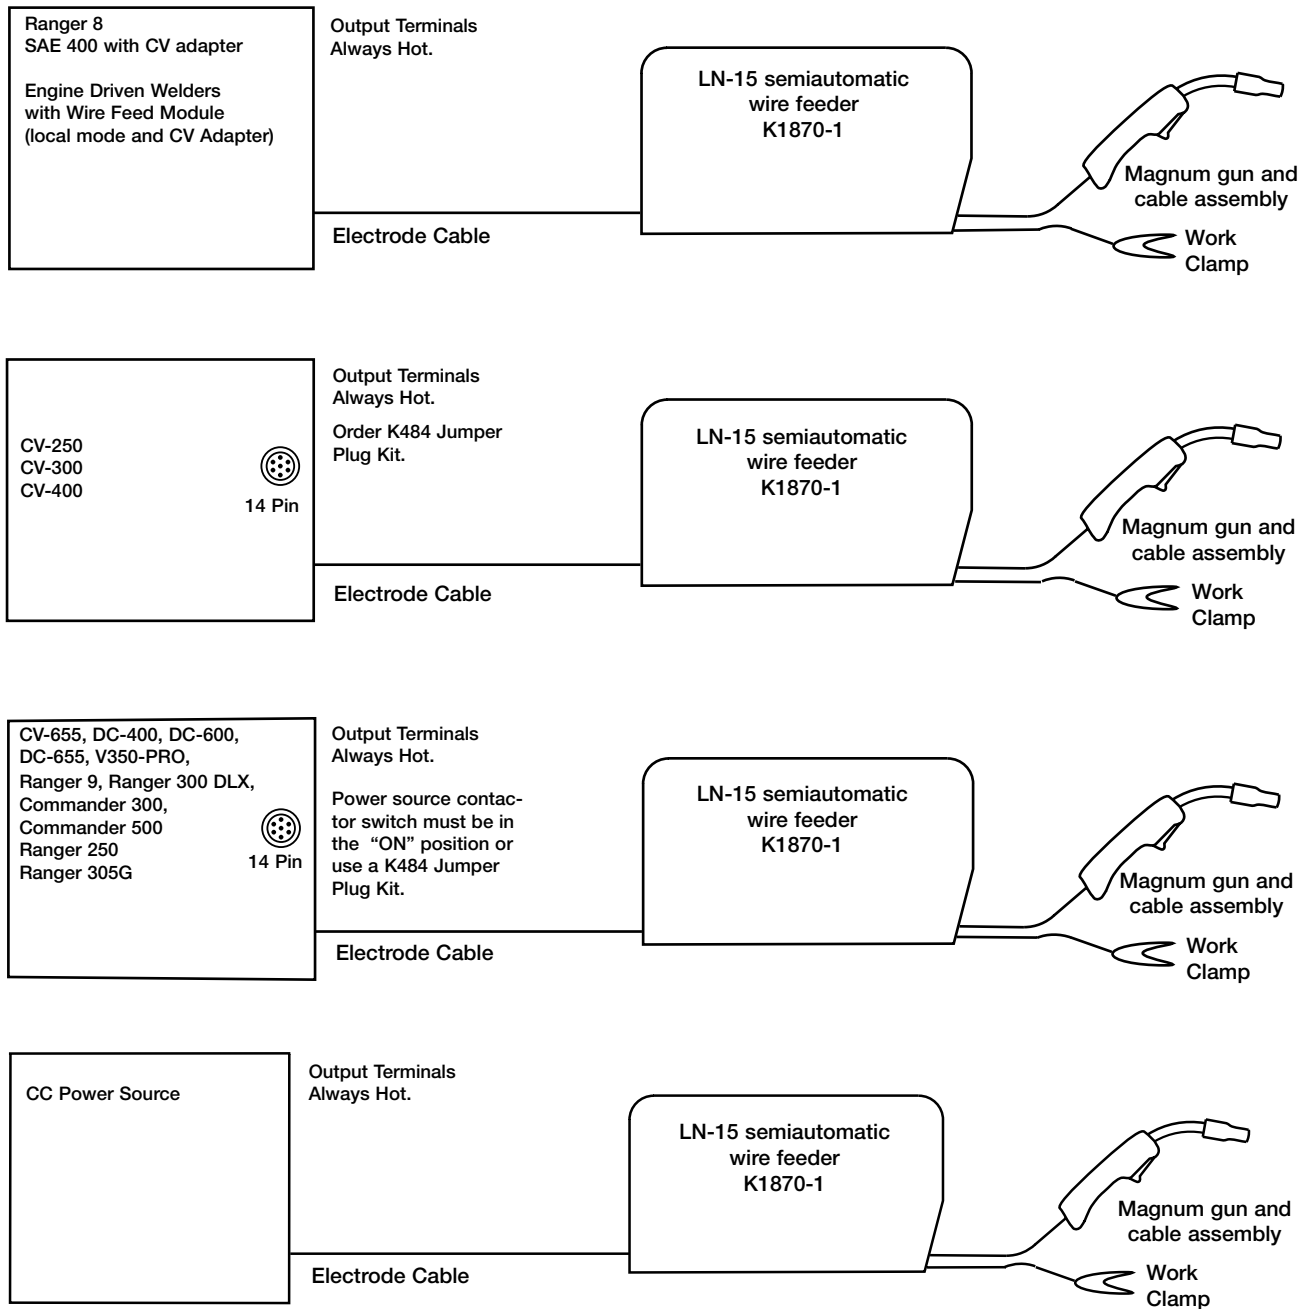 Ranger 8
SAE 400 with CV adapter
Engine Driven Welders
with Wire Feed Module
(local mode and CV Adapter)
Output Terminals
Always Hot.
Electrode Cable
LN-15 semiautomatic
wire feeder
K1870-1
Magnum gun and
cable assembly
Work
Clamp
CV-250
CV-300
CV-400
14 Pin
Output Terminals
Always Hot.
Order K484 Jumper
Plug Kit.
Electrode Cable
LN-15 semiautomatic
wire feeder
K1870-1
Magnum gun and
cable assembly
Work
Clamp
CV-655, DC-400, DC-600,
DC-655, V350-PRO,
Ranger 9, Ranger 300 DLX,
Commander 300,
Commander 500
Ranger 250
Ranger 305G
14 Pin
Output Terminals
Always Hot.
Power source contac-
tor switch must be in
the “ON” position or
use a K484 Jumper
Plug Kit.
Electrode Cable
LN-15 semiautomatic
wire feeder
K1870-1
Magnum gun and
cable assembly
Work
Clamp
CC Power Source
Output Terminals
Always Hot.
Electrode Cable
LN-15 semiautomatic
wire feeder
K1870-1
Magnum gun and
cable assembly
Work
Clamp